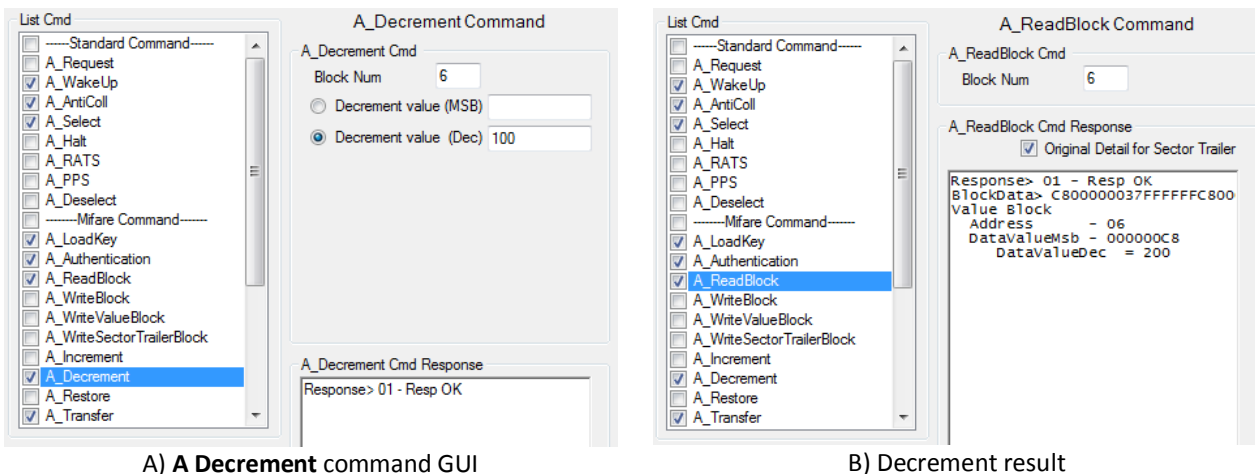 List Cmd
------Standard Command------
A_Request
A_WakeUp
A_AntiColl
A_Select
A_Halt
A_RATS
A_PPS
A_Deselect
--------Mifare Command-------
A_LoadKey
A_Authentication
A_ReadBlock
A_WriteBlock
A_WriteValueBlock
A_WriteSectorTrailerBlock
A_Increment
A_Decrement
A_Restore
A_Transfer
A_Decrement Command
A_Decrement Cmd
Block Num 6
Decrement value (MSB)
Decrement value (Dec) 100
A_Decrement Cmd Response
Response> 01 - Resp OK
A) A Decrement command GUI
List Cmd
------Standard Command------
A_Request
A_WakeUp
A_AntiColl
A_Select
A_Halt
A_RATS
A_PPS
A_Deselect
--------Mifare Command-------
A_LoadKey
A_Authentication
A_ReadBlock
A_WriteBlock
A_WriteValueBlock
A_WriteSectorTrailerBlock
A_Increment
A_Decrement
A_Restore
A_Transfer
A_ReadBlock Command
A_ReadBlock Cmd
Block Num 6
A_ReadBlock Cmd Response
Original Detail for Sector Trailer
Response> 01 - Resp OK
BlockData> C800000037FFFFFFC800
Value Block
Address - 06
DataValueMsb - 000000C8
DataValueDec = 200
B) Decrement result